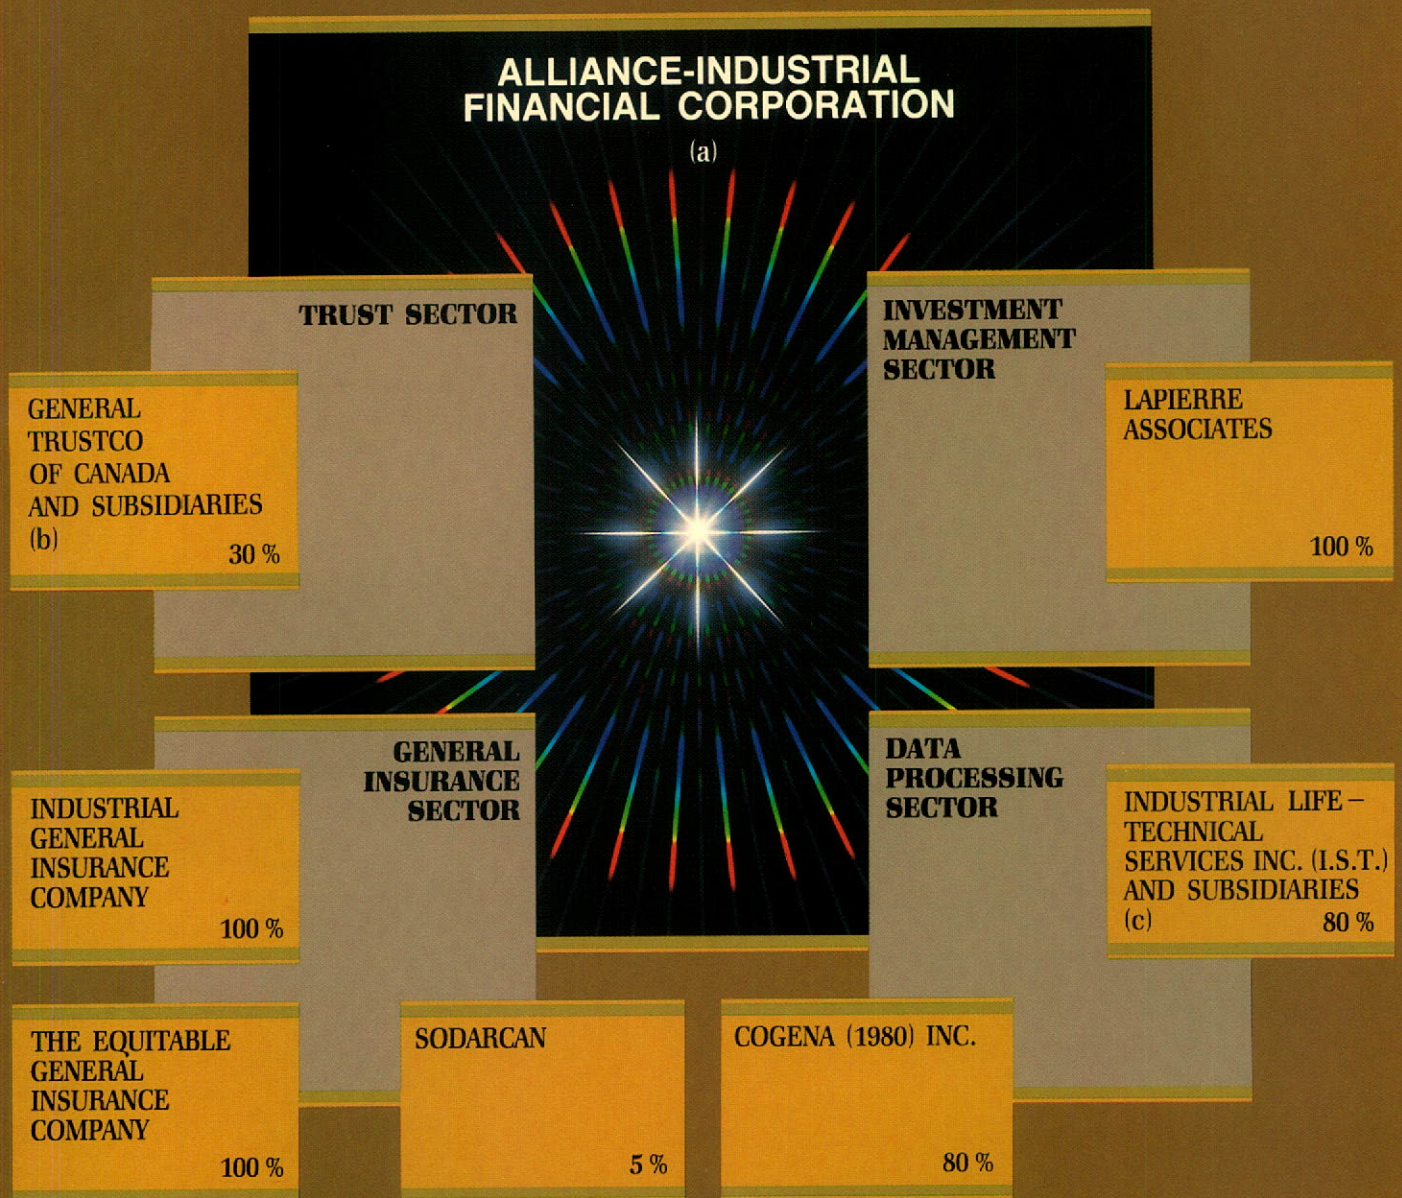 ALLIANCE-INDUSTRIAL
FINANCIAL CORPORATION
(a)
TRUST SECTOR
GENERAL
TRUSTCO
OF CANADA
AND SUBSIDIARIES
(b)
30 %
INVESTMENT
MANAGEMENT
SECTOR
LAPIERRE
ASSOCIATES
100 %
GENERAL
INSURANCE
SECTOR
INDUSTRIAL
GENERAL
INSURANCE
COMPANY
100 %
DATA
PROCESSING
SECTOR
INDUSTRIAL LIFE –
TECHNICAL
SERVICES INC. (I.S.T.)
AND SUBSIDIARIES
(c) 80 %
THE EQUITABLE
GENERAL
INSURANCE
COMPANY
100 %
SODARCAN
5 %
COGENA (1980) INC.
80 %